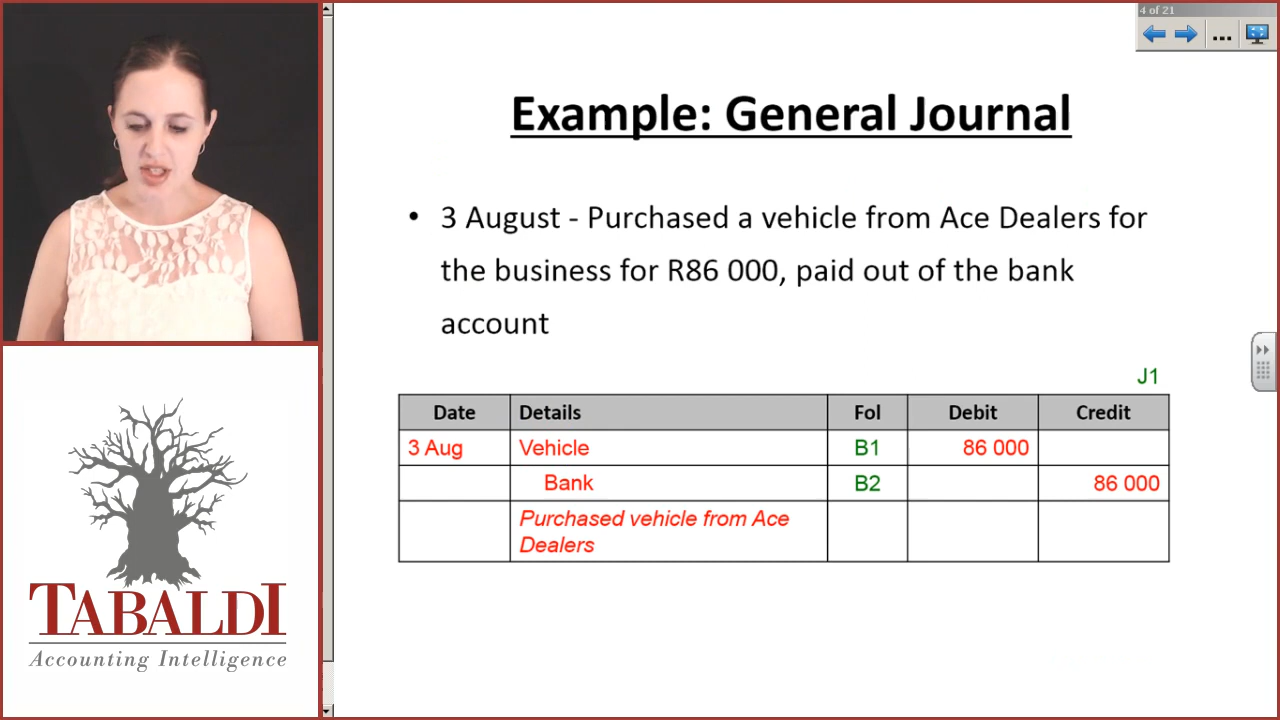 4 of 21
Example: General Journal
• 3 August - Purchased a vehicle from Ace Dealers for
the business for R86 000, paid out of the bank
account
J1
Date Details Fol Debit Credit
3 Aug Vehicle B1 86 000
Bank B2 86 000
Purchased vehicle from Ace
Dealers
TABALDI
Accounting Intelligence